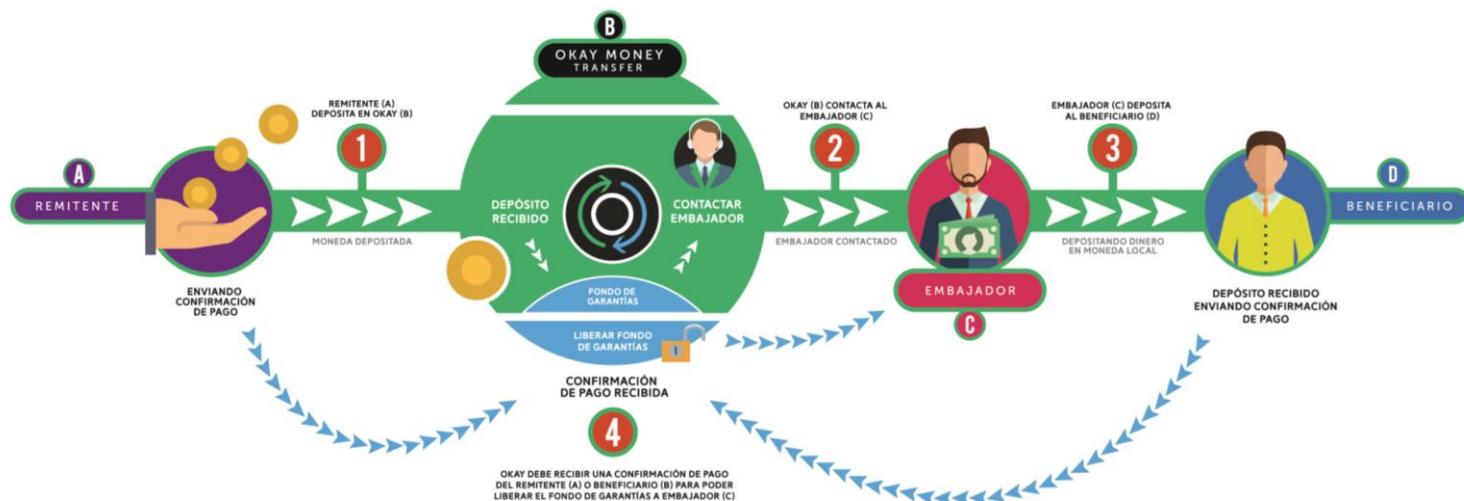 B
OKAY MONEY
TRANSFER
REMITENTE (A)
DEPOSITA EN OKAY (B)
1
OKAY (B) CONTACTA AL
EMBAJADOR (C)
2
EMBAJADOR (C) DEPOSITA
AL BENEFICIARIO (D)
3
A
REMITENTE
MONEDA DEPOSITADA
ENVIANDO
CONFIRMACIÓN
DE PAGO
DEPÓSITO
RECIBIDO
CONTACTAR
EMBAJADOR
FONDO DE
GARANTÍAS
LIBERAR FONDO
DE GARANTÍAS
EMBAJADOR CONTACTADO
EMBAJADOR
C
DEPOSITANDO DINERO
EN MONEDA LOCAL
D
BENEFICIARIO
DEPÓSITO RECIBIDO
ENVIANDO CONFIRMACIÓN
DE PAGO
CONFIRMACIÓN
DE PAGO RECIBIDA
4
OKAY DEBE RECIBIR UNA CONFIRMACIÓN DE PAGO
DEL REMITENTE (A) O BENEFICIARIO (B) PARA PODER
LIBERAR EL FONDO DE GARANTÍAS A EMBAJADOR (C)